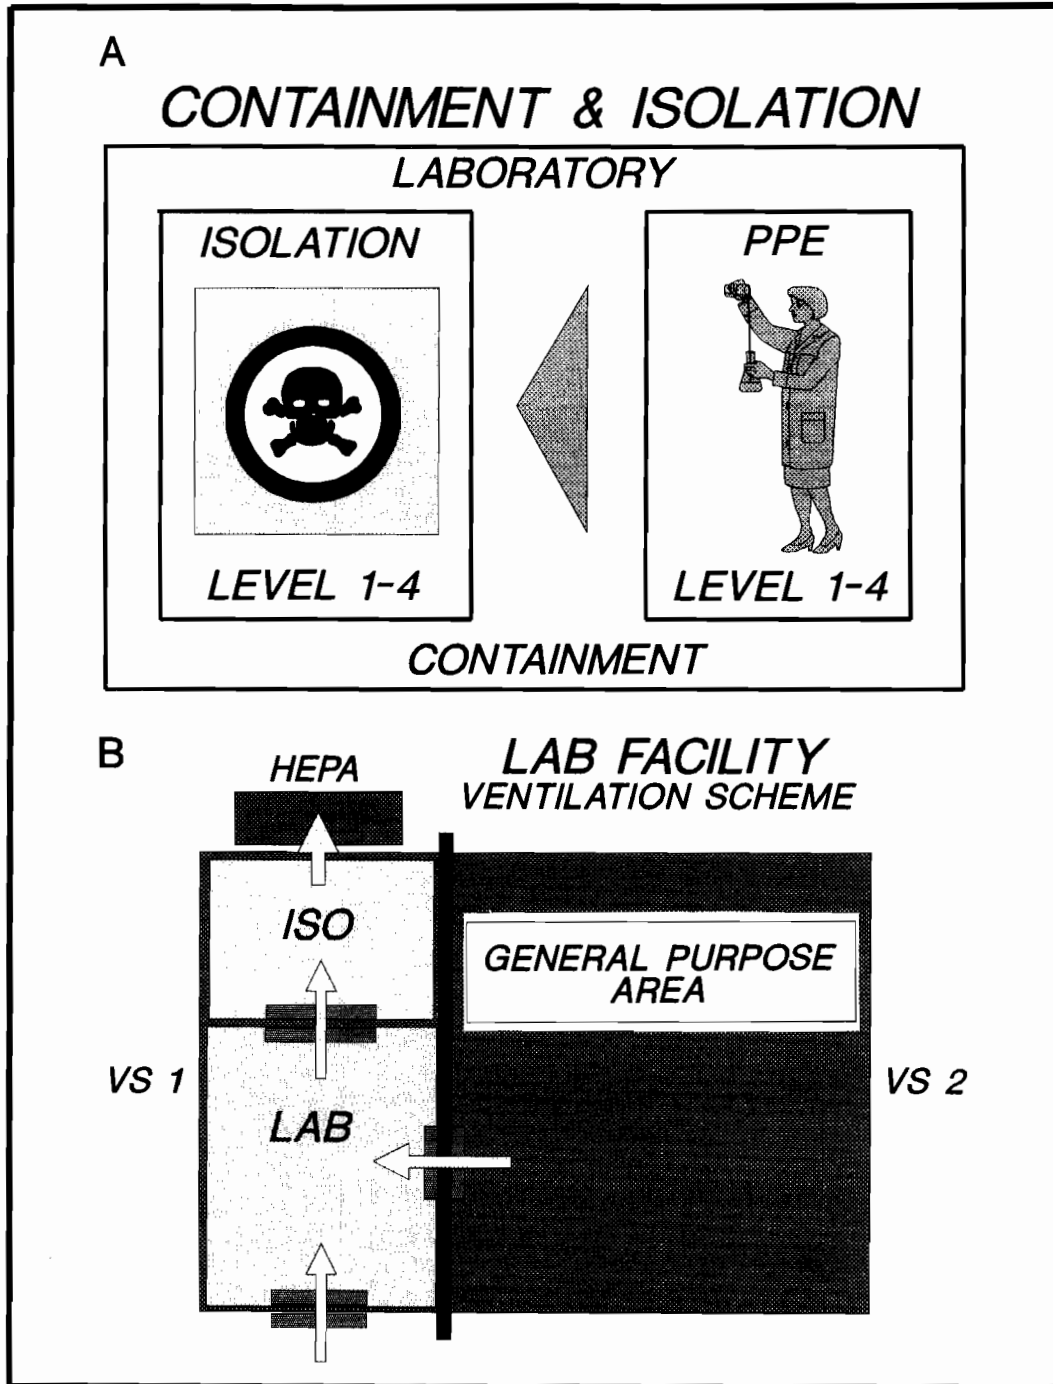 A
CONTAINMENT & ISOLATION
LABORATORY
ISOLATION
PPE
LEVEL 1-4
LEVEL 1-4
CONTAINMENT
B
HEPA
LAB FACILITY
VENTILATION SCHEME
ISO
GENERAL PURPOSE
AREA
VS 1
VS 2
LAB